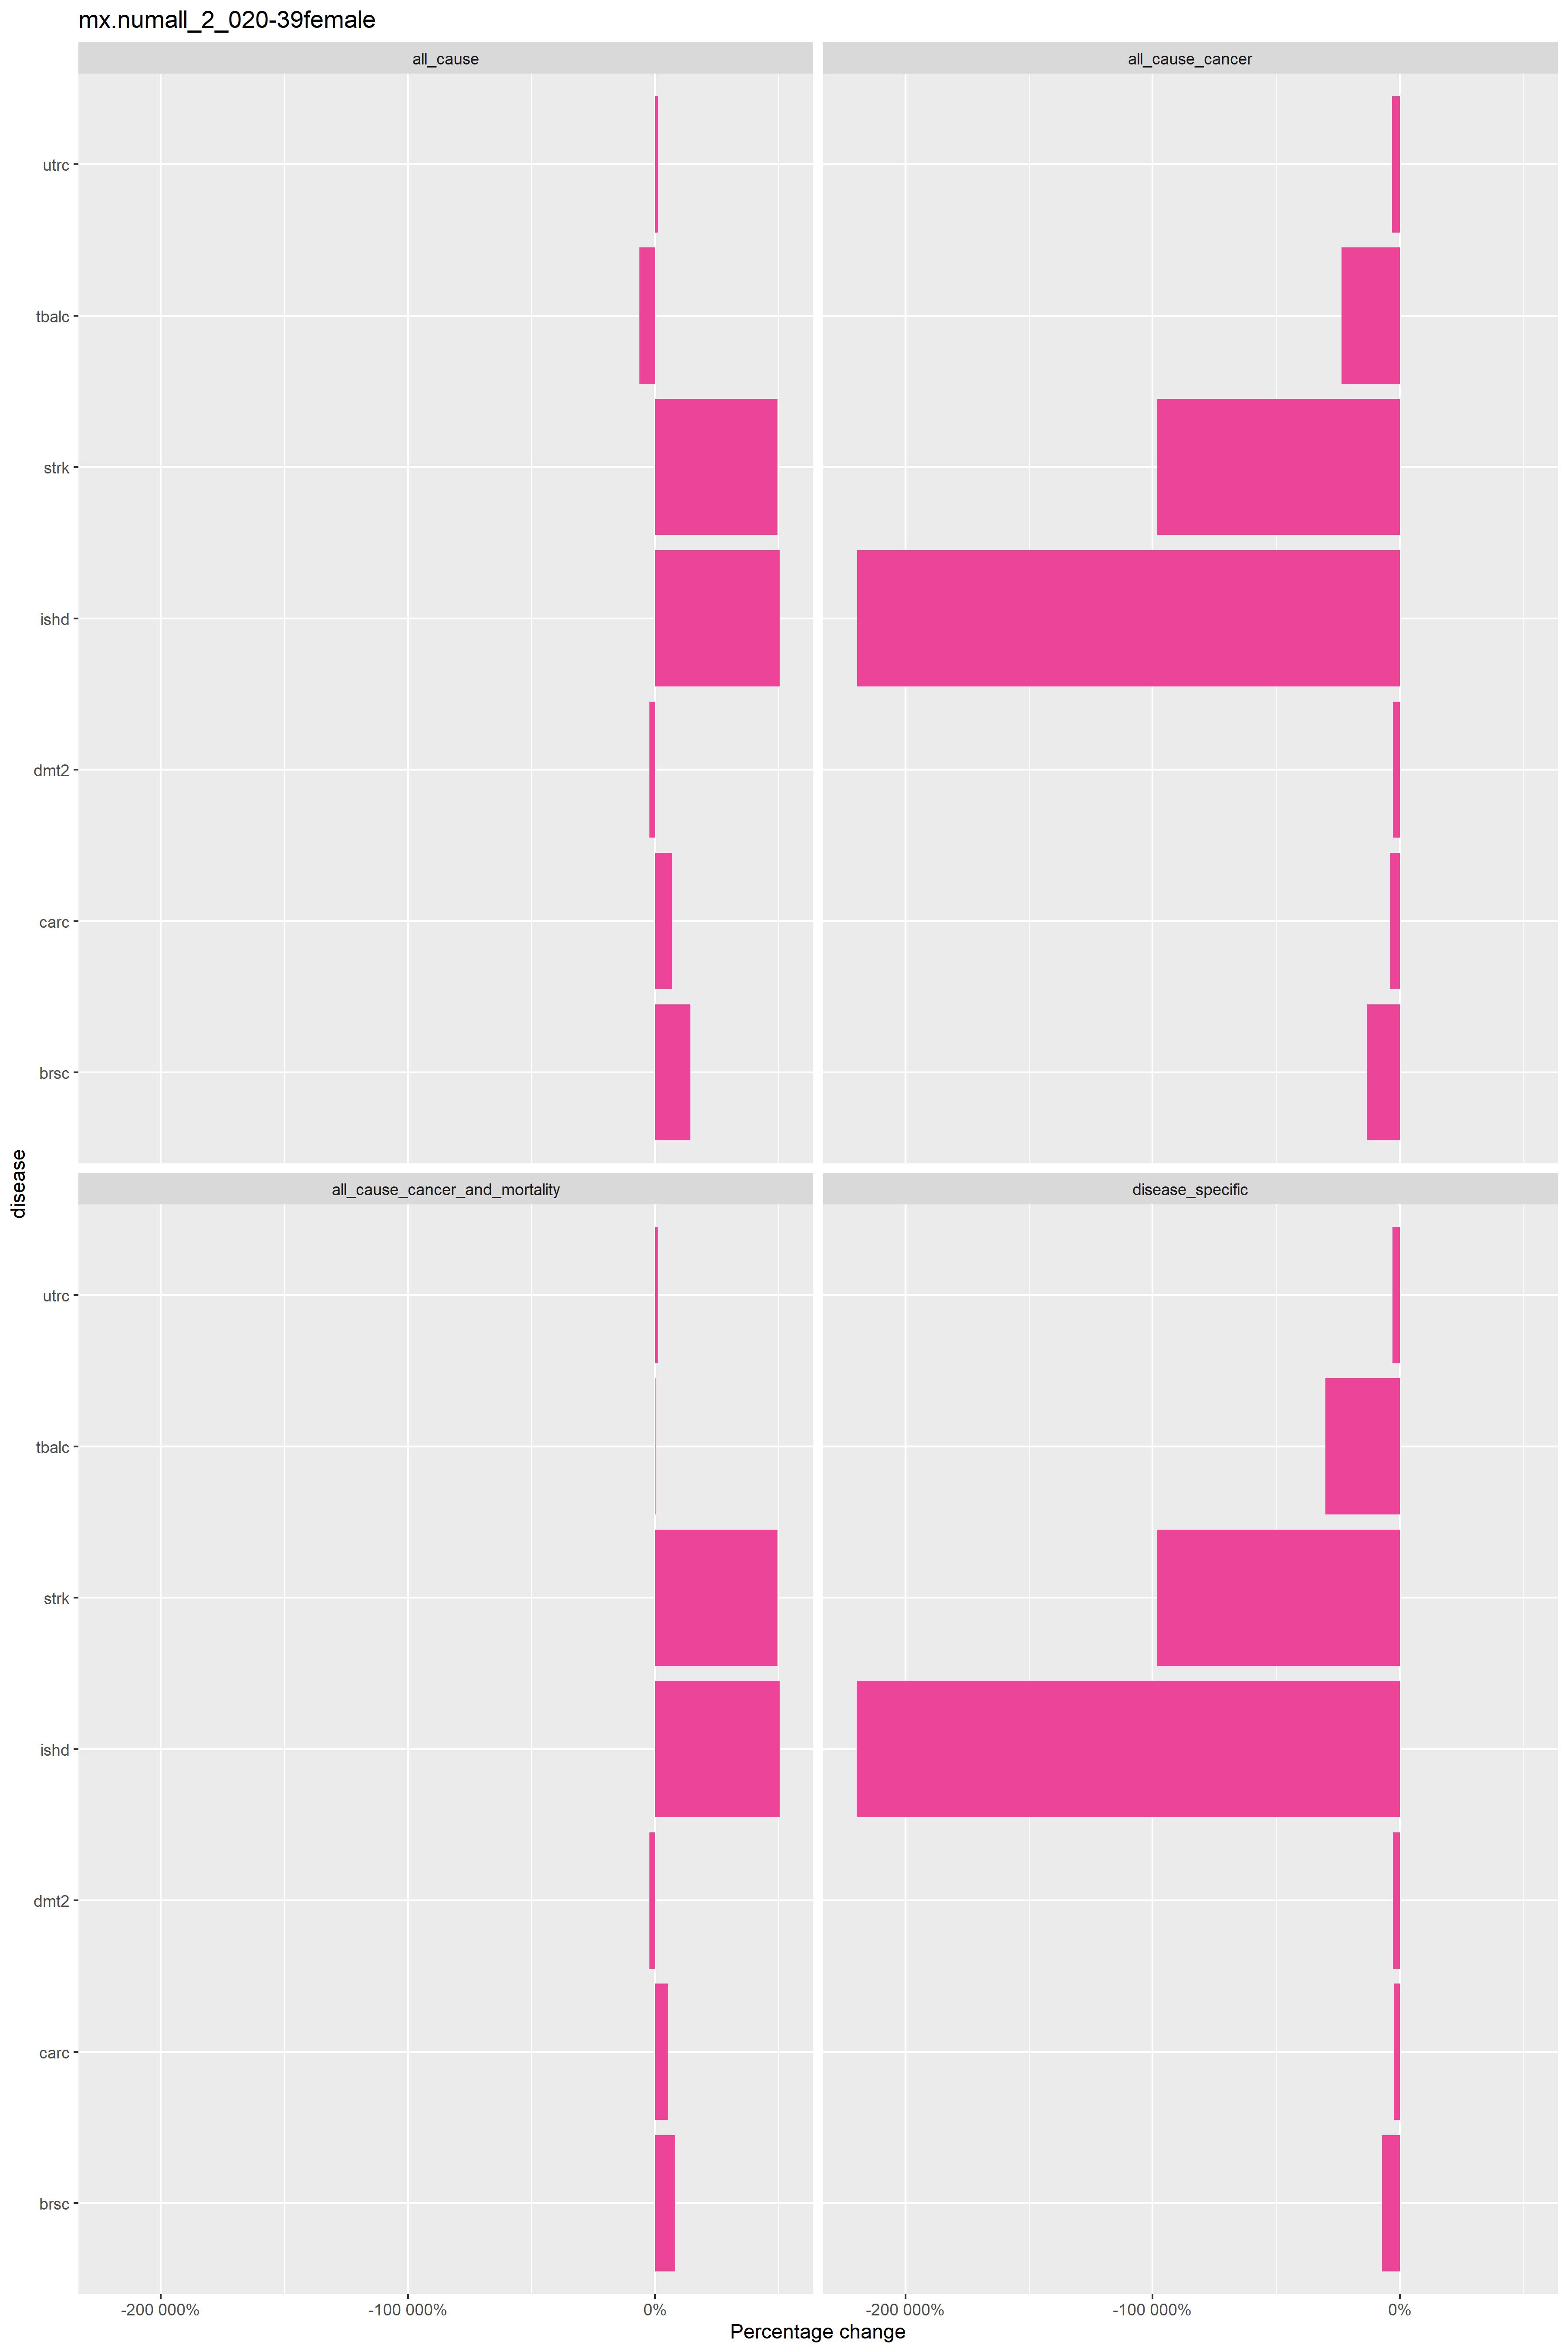 mx.numall_2_020-39female
all_cause
all_cause_cancer
utrc
tbalc
strk
ishd
dmt2
carc
brsc
disease
all_cause_cancer_and_mortality
disease_specific
utrc
tbalc
strk
ishd
dmt2
carc
brsc
-200 000%
-100 000%
0%
-200 000%
-100 000%
0%
Percentage change